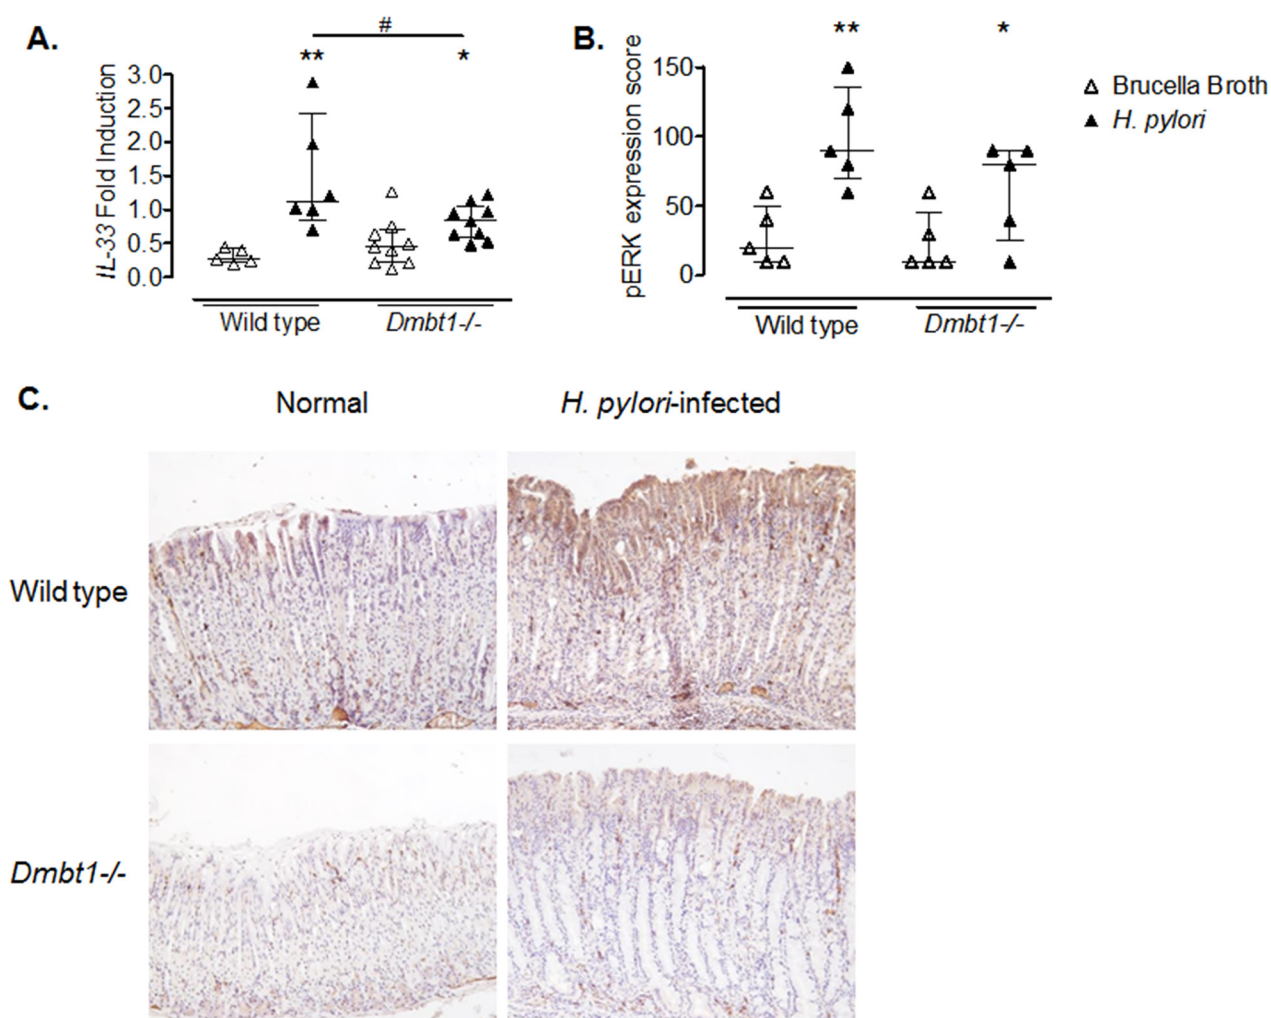 A.
#
**
*
IL-33 Fold Induction
3.0
2.5
2.0
1.5
1.0
0.5
0.0
Wild type
Dmbt1-/-
B.
**
*
pERK expression score
150
100
50
0
Wild type
Dmbt1-/-
Brucella Broth
H. pylori
C.
Normal
H. pylori-infected
Wild type
Dmbt1-/-